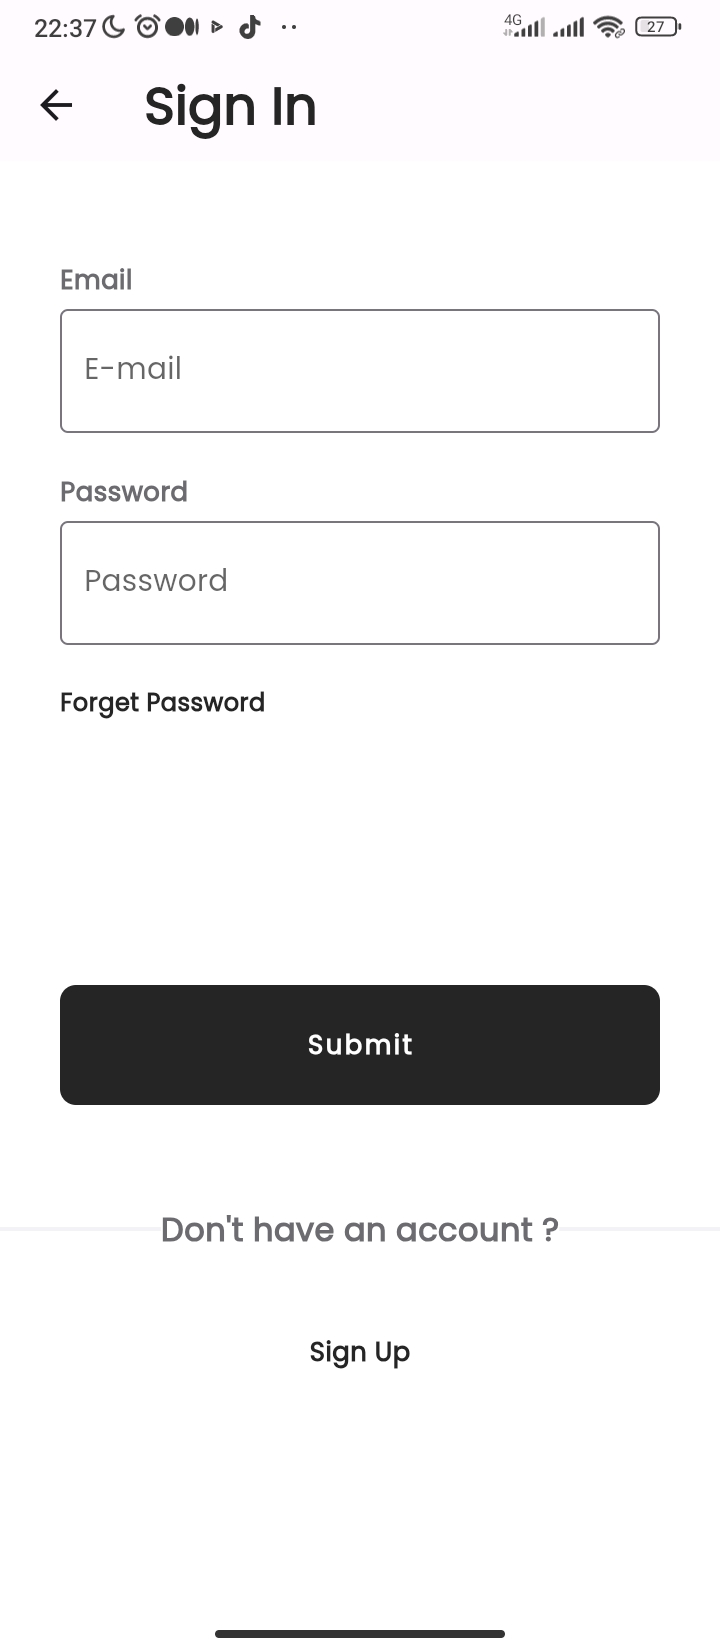 22:37 4G 27
Sign In
Email
E-mail
Password
Password
Forget Password
Submit
Don't have an account ?
Sign Up